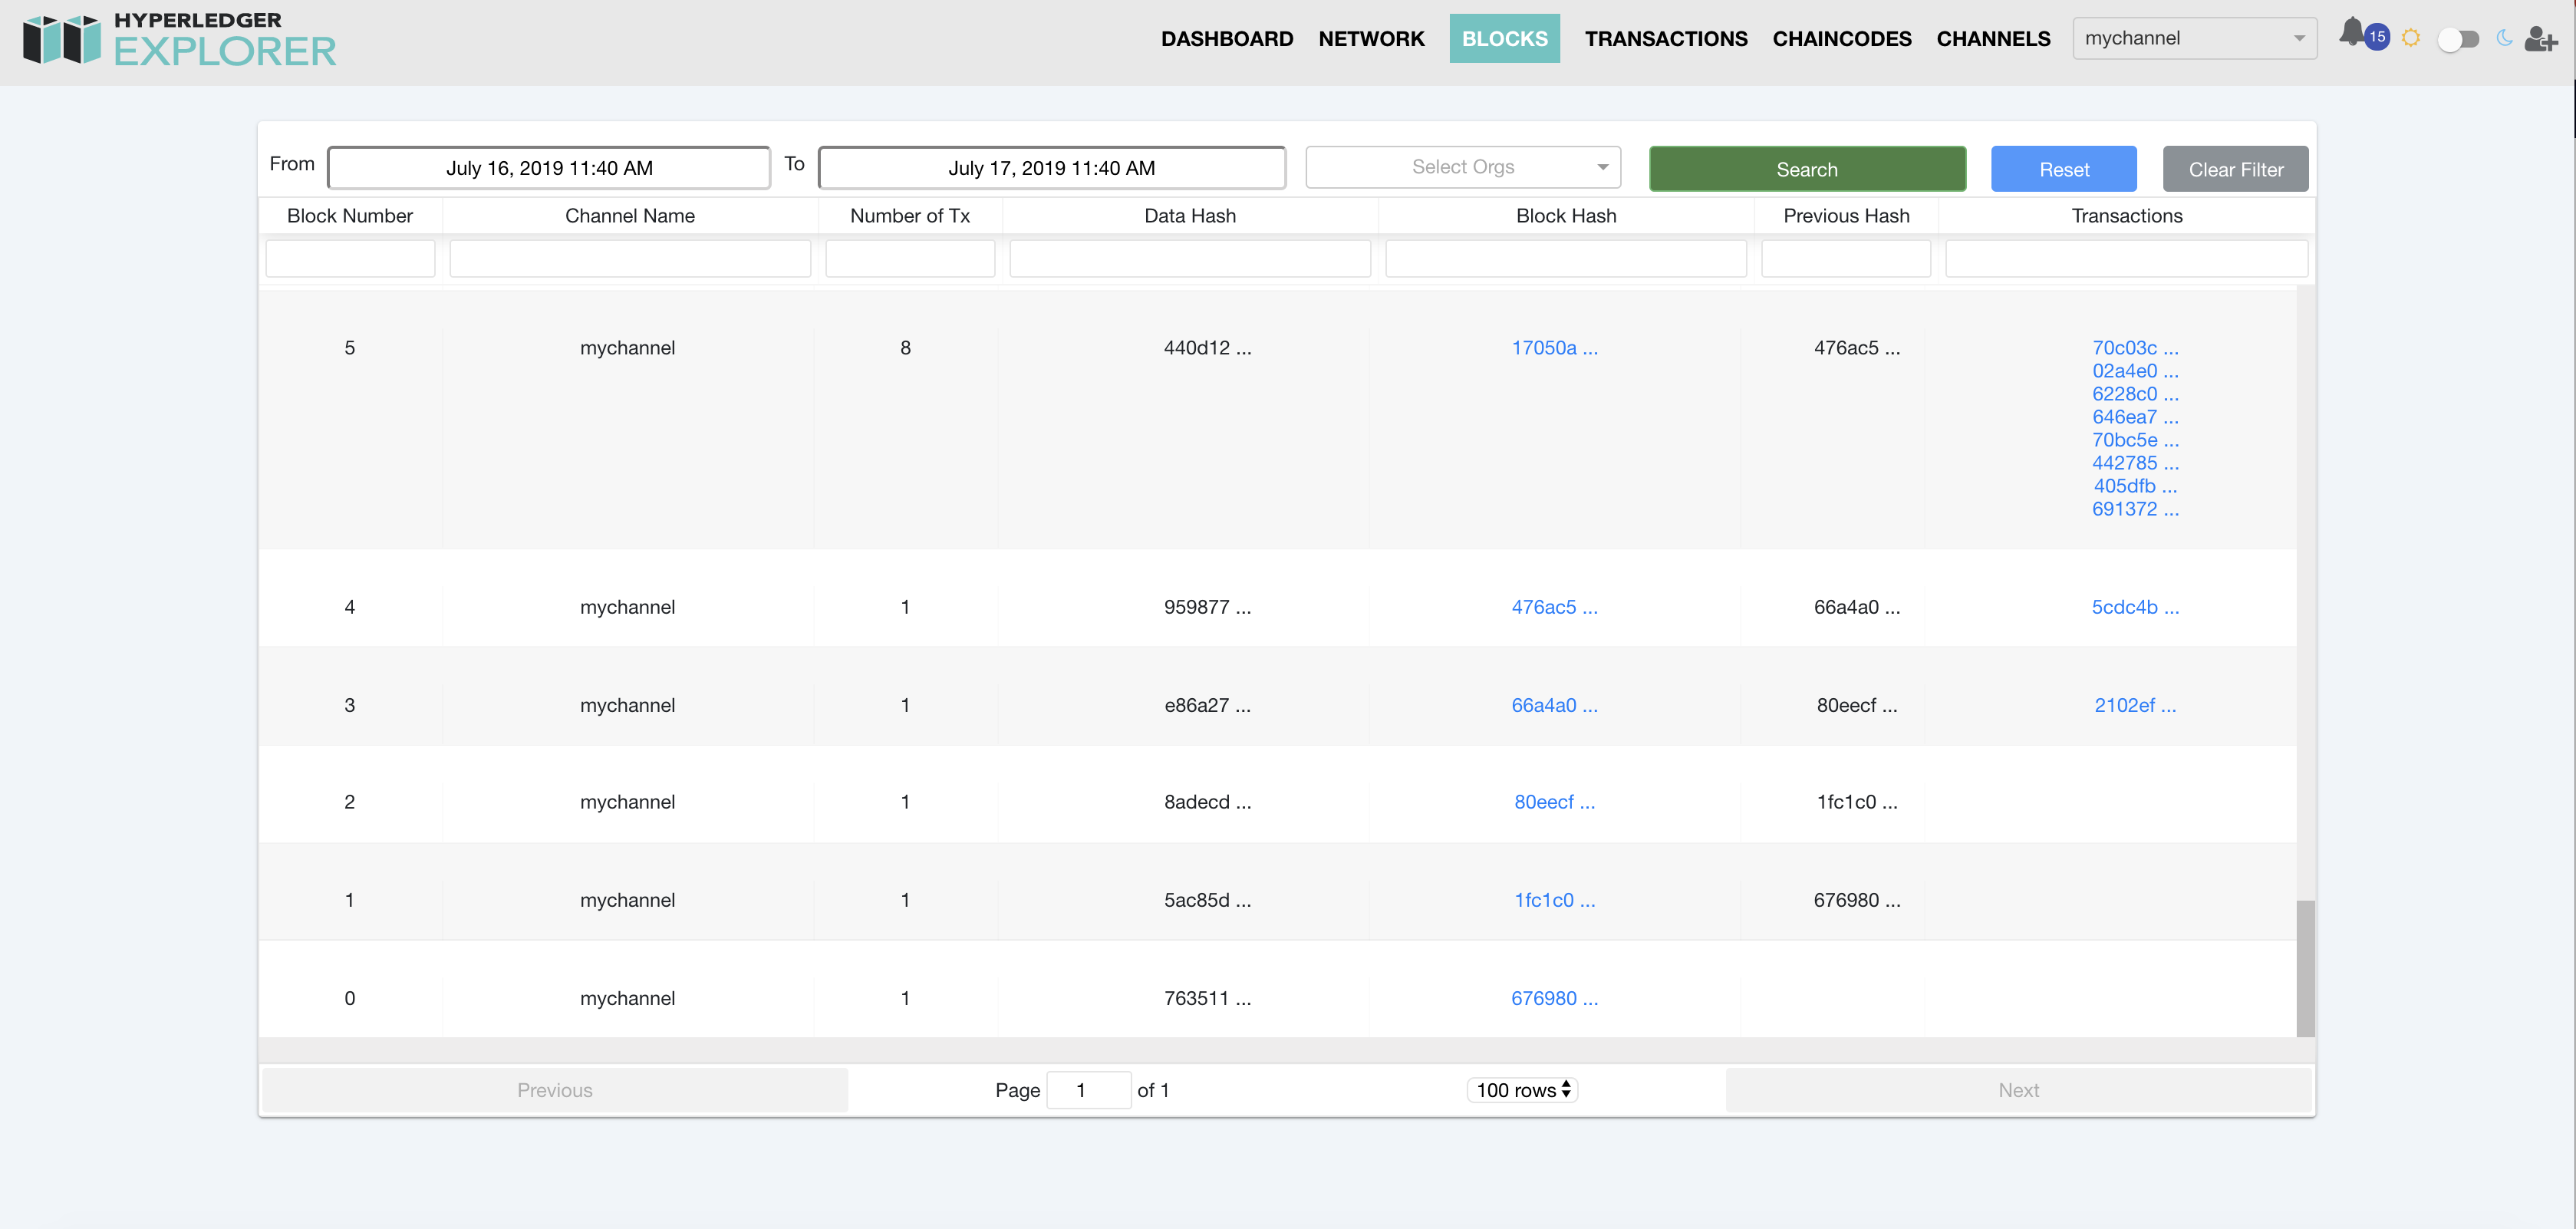 HYPERLEDGER
EXPLORER
DASHBOARD NETWORK BLOCKS TRANSACTIONS CHAINCODES CHANNELS mychannel 15
From July 16, 2019 11:40 AM To July 17, 2019 11:40 AM Select Orgs Search Reset Clear Filter
Block Number Channel Name Number of Tx Data Hash Block Hash Previous Hash Transactions
5 mychannel 8 440d12 ... 17050a ... 476ac5 ... 70c03c ...
02a4e0 ...
6228c0 ...
646ea7 ...
70bc5e ...
442785 ...
405dfb ...
691372 ...
4 mychannel 1 959877 ... 476ac5 ... 66a4a0 ... 5cdc4b ...
3 mychannel 1 e86a27 ... 66a4a0 ... 80eecf ... 2102ef ...
2 mychannel 1 8adecd ... 80eecf ... 1fc1c0 ...
1 mychannel 1 5ac85d ... 1fc1c0 ... 676980 ...
0 mychannel 1 763511 ... 676980 ...
Previous Page 1 of 1 100 rows Next